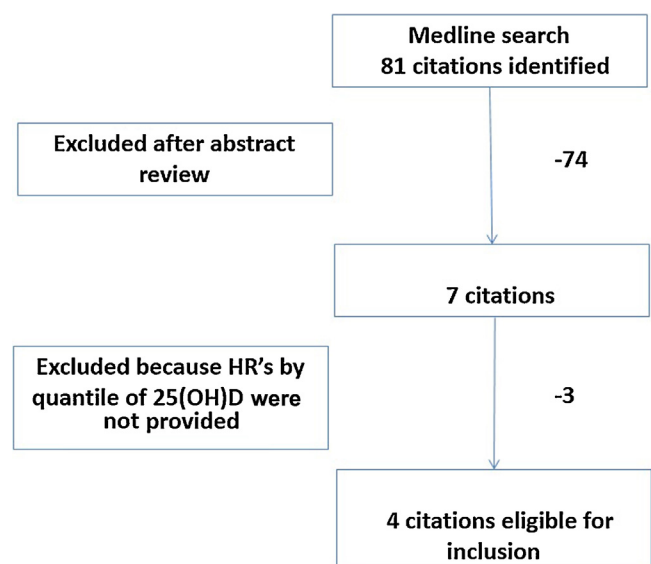 Medline search
81 citations identified
Excluded after abstract
review
-74
7 citations
Excluded because HR's by
quantile of 25(OH)D were
not provided
-3
4 citations eligible for
inclusion